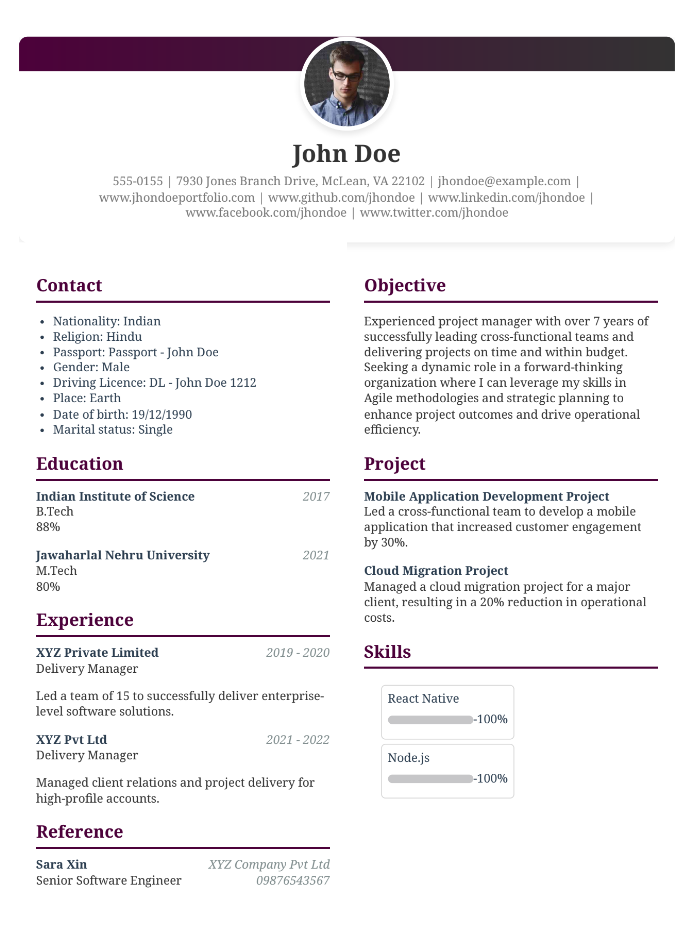 John Doe
555-0155 | 7930 Jones Branch Drive, McLean, VA 22102 | jhondoe@example.com |
www.jhondoeportfolio.com | www.github.com/jhondoe | www.linkedin.com/jhondoe |
www.facebook.com/jhondoe | www.twitter.com/jhondoe
Contact
• Nationality: Indian
• Religion: Hindu
• Passport: Passport - John Doe
• Gender: Male
• Driving Licence: DL - John Doe 1212
• Place: Earth
• Date of birth: 19/12/1990
• Marital status: Single
Education
Indian Institute of Science 2017
B.Tech
88%
Jawaharlal Nehru University 2021
M.Tech
80%
Experience
XYZ Private Limited 2019 - 2020
Delivery Manager
Led a team of 15 to successfully deliver enterprise-
level software solutions.
XYZ Pvt Ltd 2021 - 2022
Delivery Manager
Managed client relations and project delivery for
high-profile accounts.
Reference
Sara Xin XYZ Company Pvt Ltd
Senior Software Engineer 09876543567
Objective
Experienced project manager with over 7 years of
successfully leading cross-functional teams and
delivering projects on time and within budget.
Seeking a dynamic role in a forward-thinking
organization where I can leverage my skills in
Agile methodologies and strategic planning to
enhance project outcomes and drive operational
efficiency.
Project
Mobile Application Development Project
Led a cross-functional team to develop a mobile
application that increased customer engagement
by 30%.
Cloud Migration Project
Managed a cloud migration project for a major
client, resulting in a 20% reduction in operational
costs.
Skills
React Native
-100%
Node.js
-100%